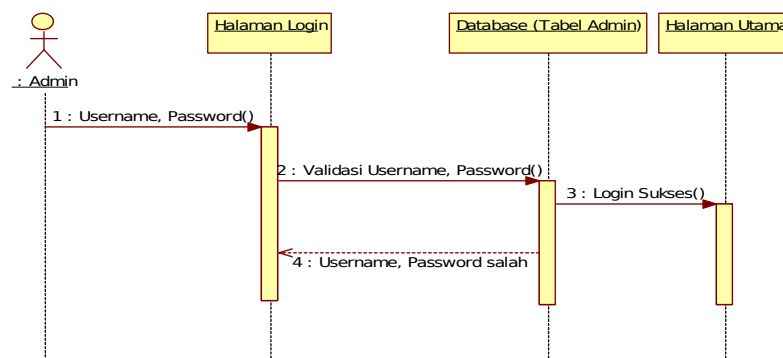 Halaman Login
Database (Tabel Admin)
Halaman Utama
: Admin
1 : Username, Password()
2 : Validasi Username, Password()
3 : Login Sukses()
4 : Username, Password salah